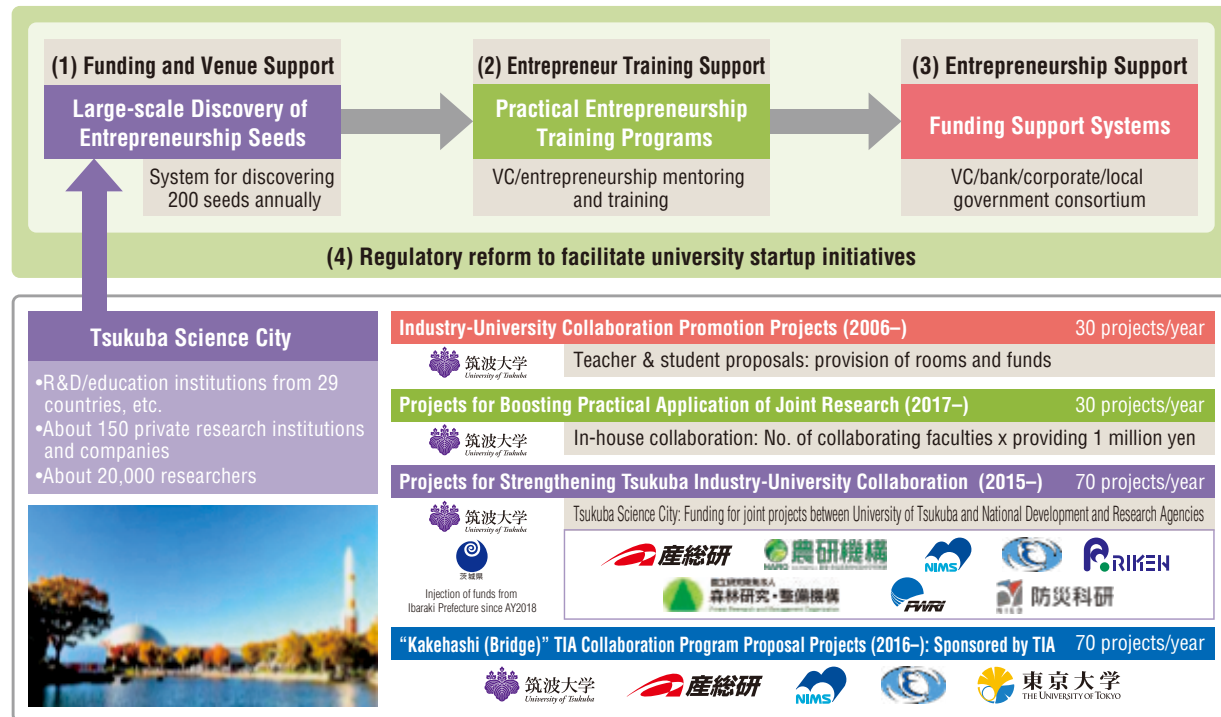 (1) Funding and Venue Support
Large-scale Discovery of
Entrepreneurship Seeds
System for discovering
200 seeds annually
(2) Entrepreneur Training Support
Practical Entrepreneurship
Training Programs
VC/entrepreneurship mentoring
and training
(3) Entrepreneurship Support
Funding Support Systems
VC/bank/corporate/local
government consortium
(4) Regulatory reform to facilitate university startup initiatives
Tsukuba Science City
•R&D/education institutions from 29
countries, etc.
•About 150 private research institutions
and companies
•About 20,000 researchers
Industry-University Collaboration Promotion Projects (2006–) 30 projects/year
筑波大学
University of Tsukuba
Teacher & student proposals: provision of rooms and funds
Projects for Boosting Practical Application of Joint Research (2017–) 30 projects/year
筑波大学
University of Tsukuba
In-house collaboration: No. of collaborating faculties x providing 1 million yen
Projects for Strengthening Tsukuba Industry-University Collaboration (2015–) 70 projects/year
筑波大学
University of Tsukuba
Tsukuba Science City: Funding for joint projects between University of Tsukuba and National Development and Research Agencies
茨城県
Injection of funds from
Ibaraki Prefecture since AY2018
産総研
NARO
農研機構
NIMS
RIKEN
国立研究開発法人
森林研究・整備機構
PWRI
NIED
防災科研
“Kakehashi (Bridge)” TIA Collaboration Program Proposal Projects (2016–): Sponsored by TIA 70 projects/year
筑波大学
University of Tsukuba
産総研
NIMS
東京大学
THE UNIVERSITY OF TOKYO